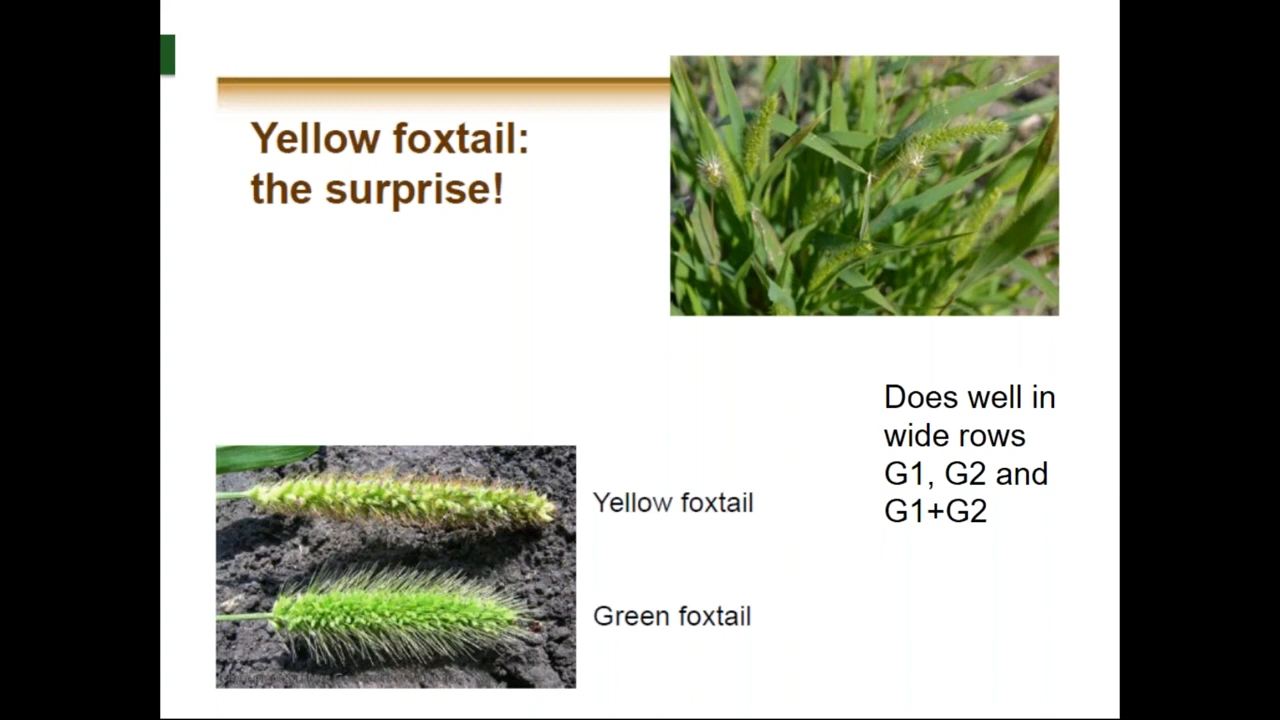 Yellow foxtail:
the surprise!
Does well in
wide rows
G1, G2 and
G1+G2
Yellow foxtail
Green foxtail